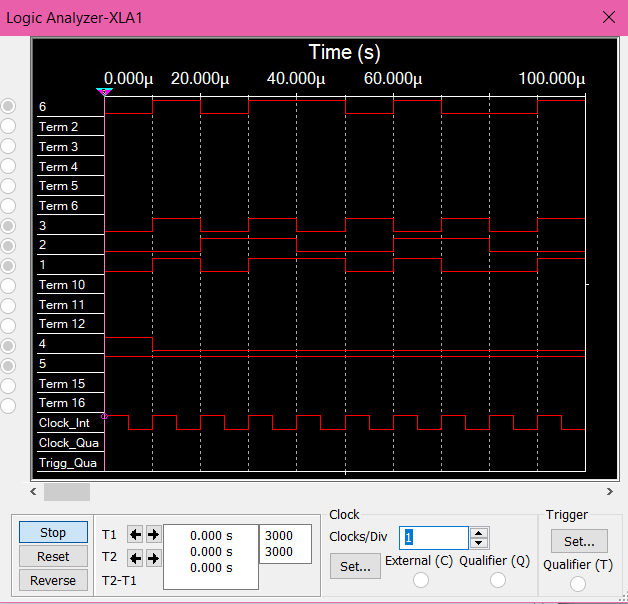 Logic Analyzer-XLA1
Time (s)
0.000μ 20.000μ 40.000μ 60.000μ 100.000μ
6
Term 2
Term 3
Term 4
Term 5
Term 6
3
2
1
Term 10
Term 11
Term 12
4
5
Term 15
Term 16
Clock_Int
Clock_Qua
Trigg_Qua
Stop
Reset
Reverse
T1
T2
T2-T1
0.000 s
0.000 s
0.000 s
3000
3000
Clock
Clocks/Div 1
Set...
External (C) Qualifier (Q)
Trigger
Set...
Qualifier (T)